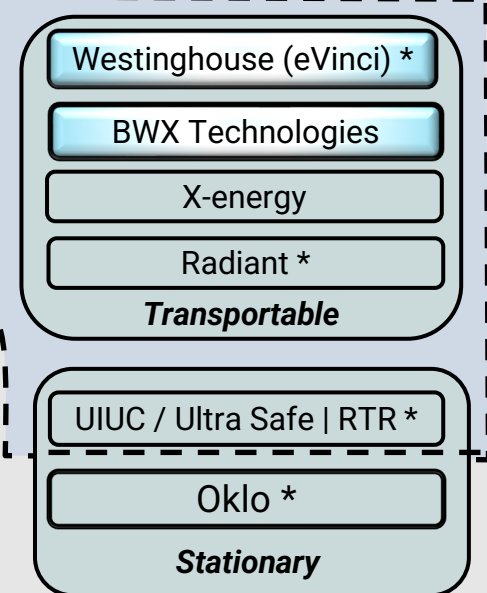 Westinghouse (eVinci) *
BWX Technologies
X-energy
Radiant *
Transportable
UIUC / Ultra Safe | RTR *
Oklo *
Stationary